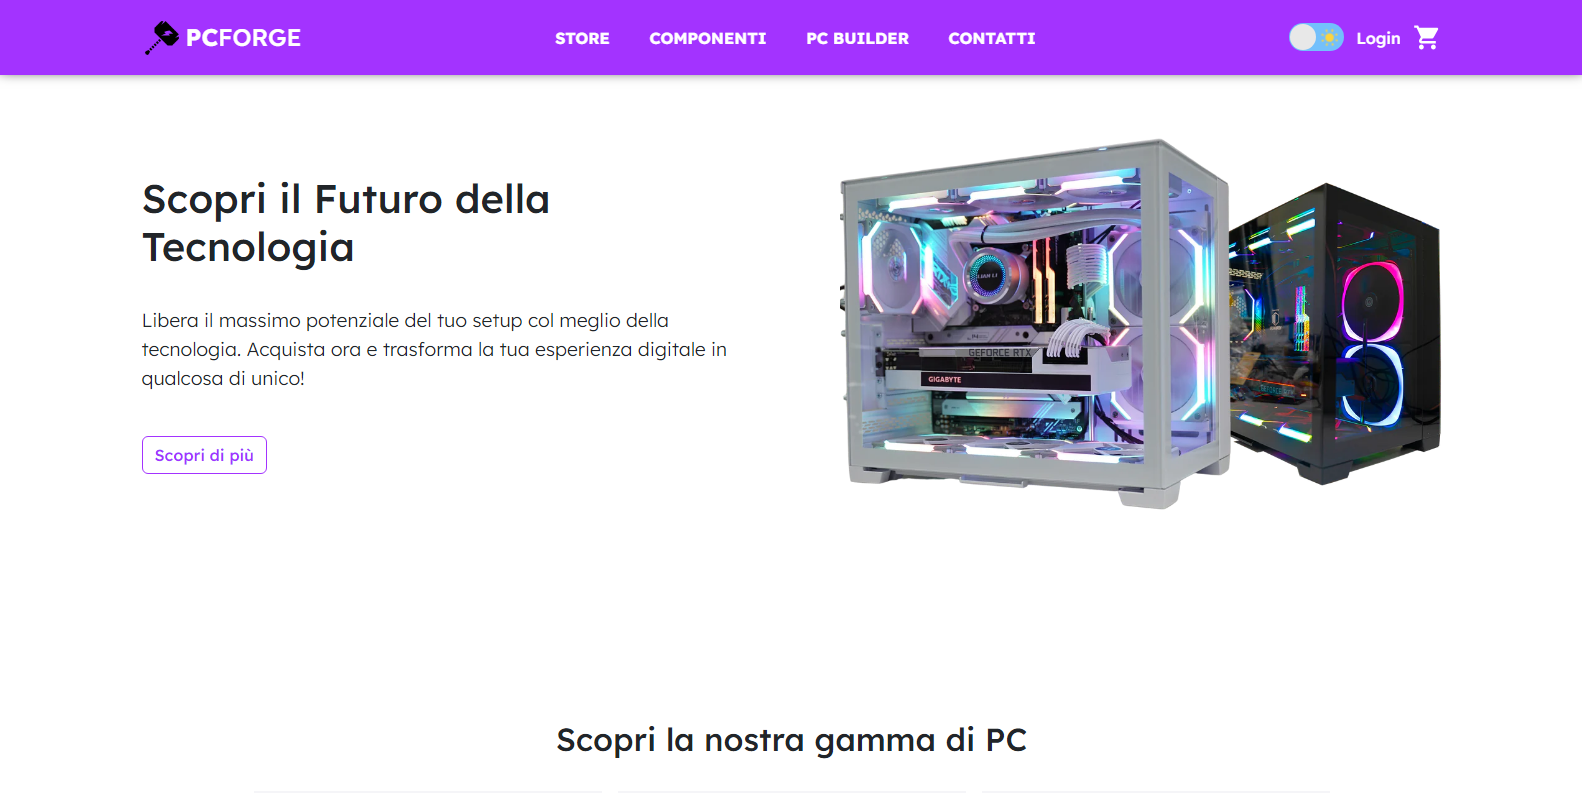 PCFORGE
STORE
COMPONENTI
PC BUILDER
CONTATTI
Login
Scopri il Futuro della
Tecnologia
Libera il massimo potenziale del tuo setup col meglio della
tecnologia. Acquista ora e trasforma la tua esperienza digitale in
qualcosa di unico!
Scopri di più
LIAN LI
GEFORCE RTX
GIGABYTE
Scopri la nostra gamma di PC